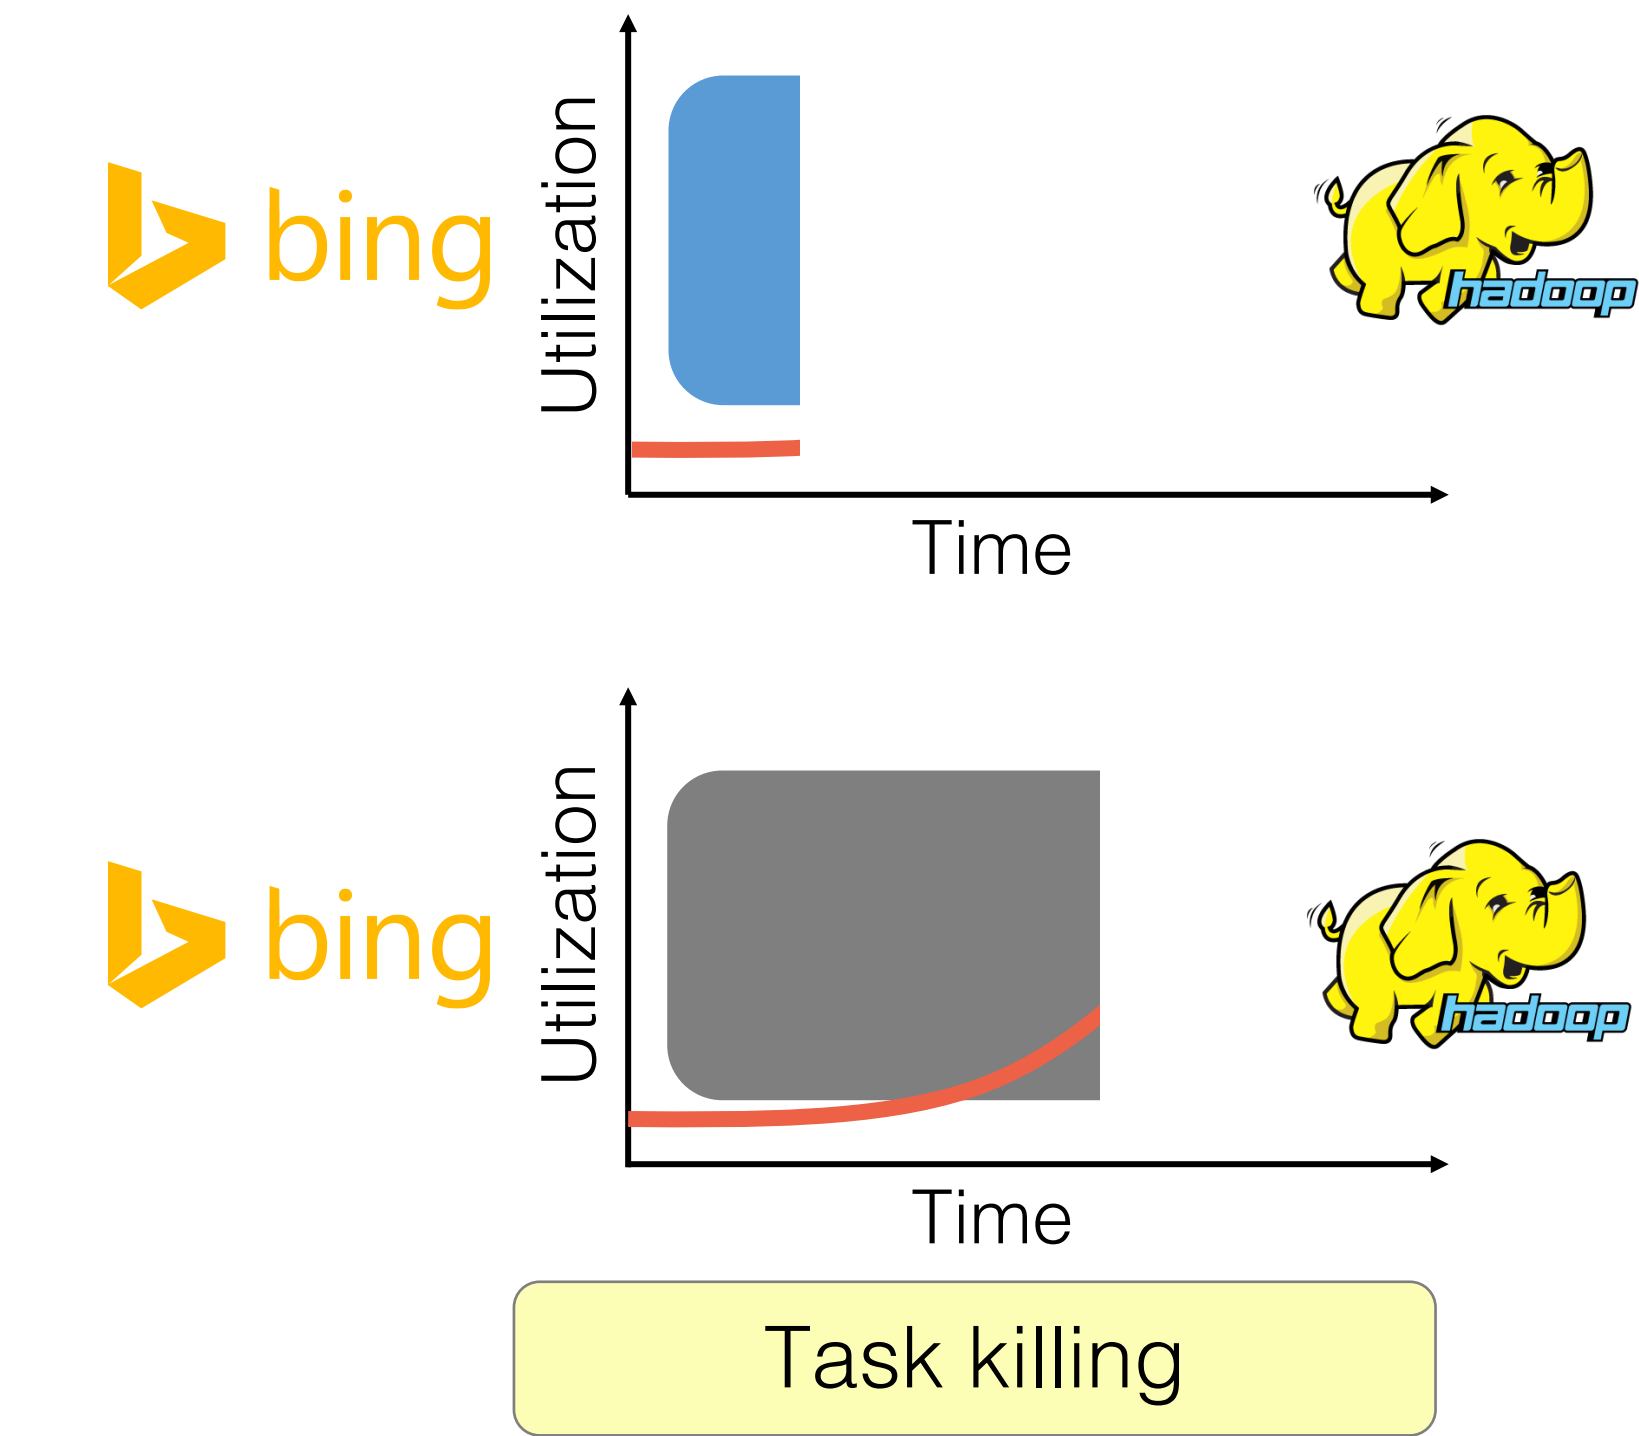 Utilization
bing
hadoop
Time
Utilization
bing
hadoop
Time
Task killing